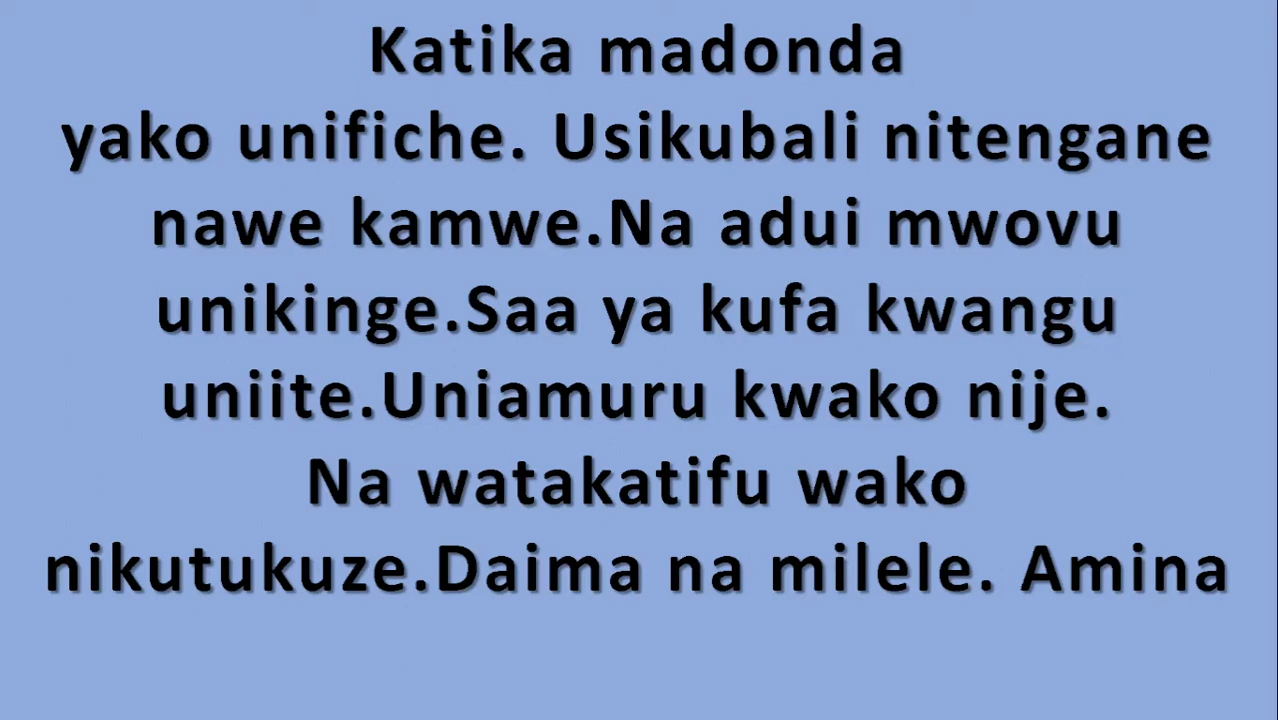 Katika madonda
yako unifiche. Usikubali nitengane
nawe kamwe.Na adui mwovu
unikinge.Saa ya kufa kwangu
uniite.Uniamuru kwako nije.
Na watakatifu wako
nikutukuze.Daima na milele. Amina